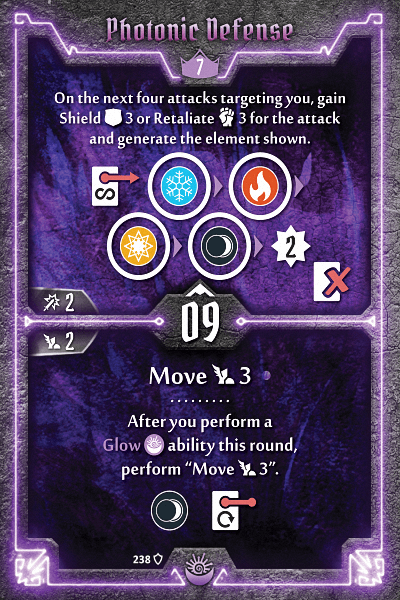 Photonic Defense
7
On the next four attacks targeting you, gain
Shield 3 or Retaliate 3 for the attack
and generate the element shown.
2
2
09
2
Move 3
After you perform a
Glow ability this round,
perform “Move 3”.
238